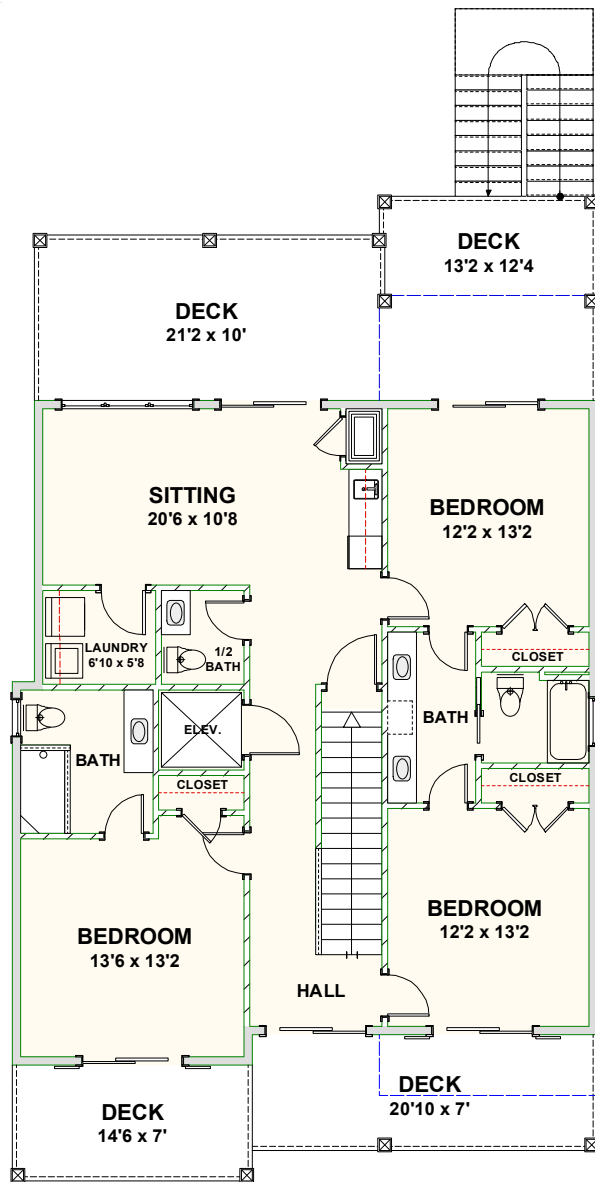 DECK
13'2 x 12'4
DECK
21'2 x 10'
SITTING
20'6 x 10'8
BEDROOM
12'2 x 13'2
LAUNDRY
6'10 x 5'8
1/2
BATH
CLOSET
BATH
ELEV.
BATH
CLOSET
CLOSET
BEDROOM
12'2 x 13'2
BEDROOM
13'6 x 13'2
HALL
DECK
20'10 x 7'
DECK
14'6 x 7'